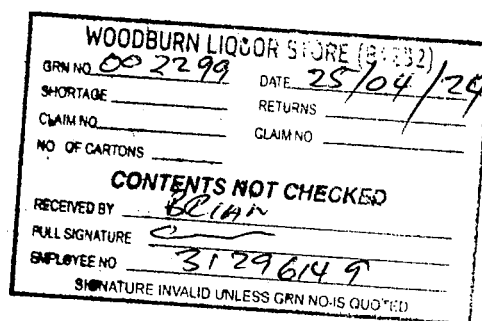 WOODBURN LIQUOR STORE
GRN NO 002299 DATE 25/04/24
SHORTAGE RETURNS
CLAIM NO CLAIM NO
NO OF CARTONS
CONTENTS NOT CHECKED
RECEIVED BY BRIAN
FULL SIGNATURE
EMPLOYEE NO 31296149
SIGNATURE INVALID UNLESS GRN NO IS QUOTED